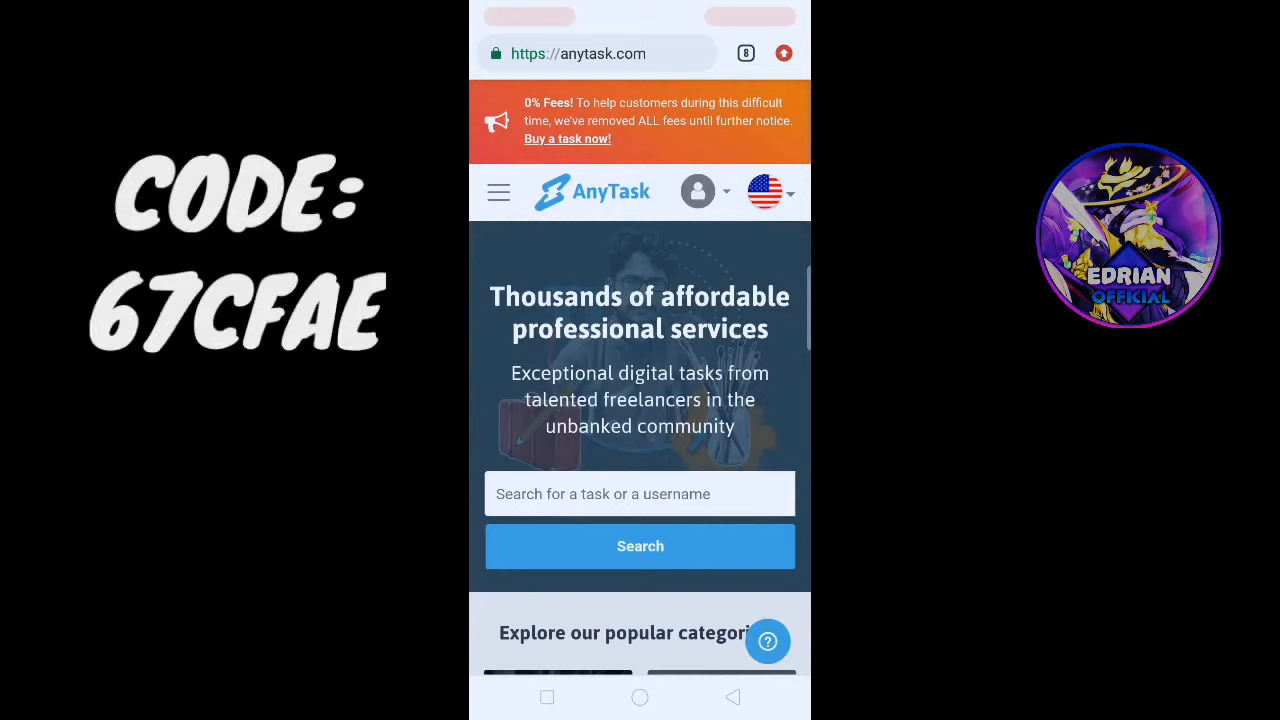 CODE:
67CFAE
https://anytask.com
8
0% Fees! To help customers during this difficult
time, we've removed ALL fees until further notice.
Buy a task now!
AnyTask
Thousands of affordable
professional services
Exceptional digital tasks from
talented freelancers in the
unbanked community
Search for a task or a username
Search
Explore our popular categori
?
EDRIAN
OFFICIAL